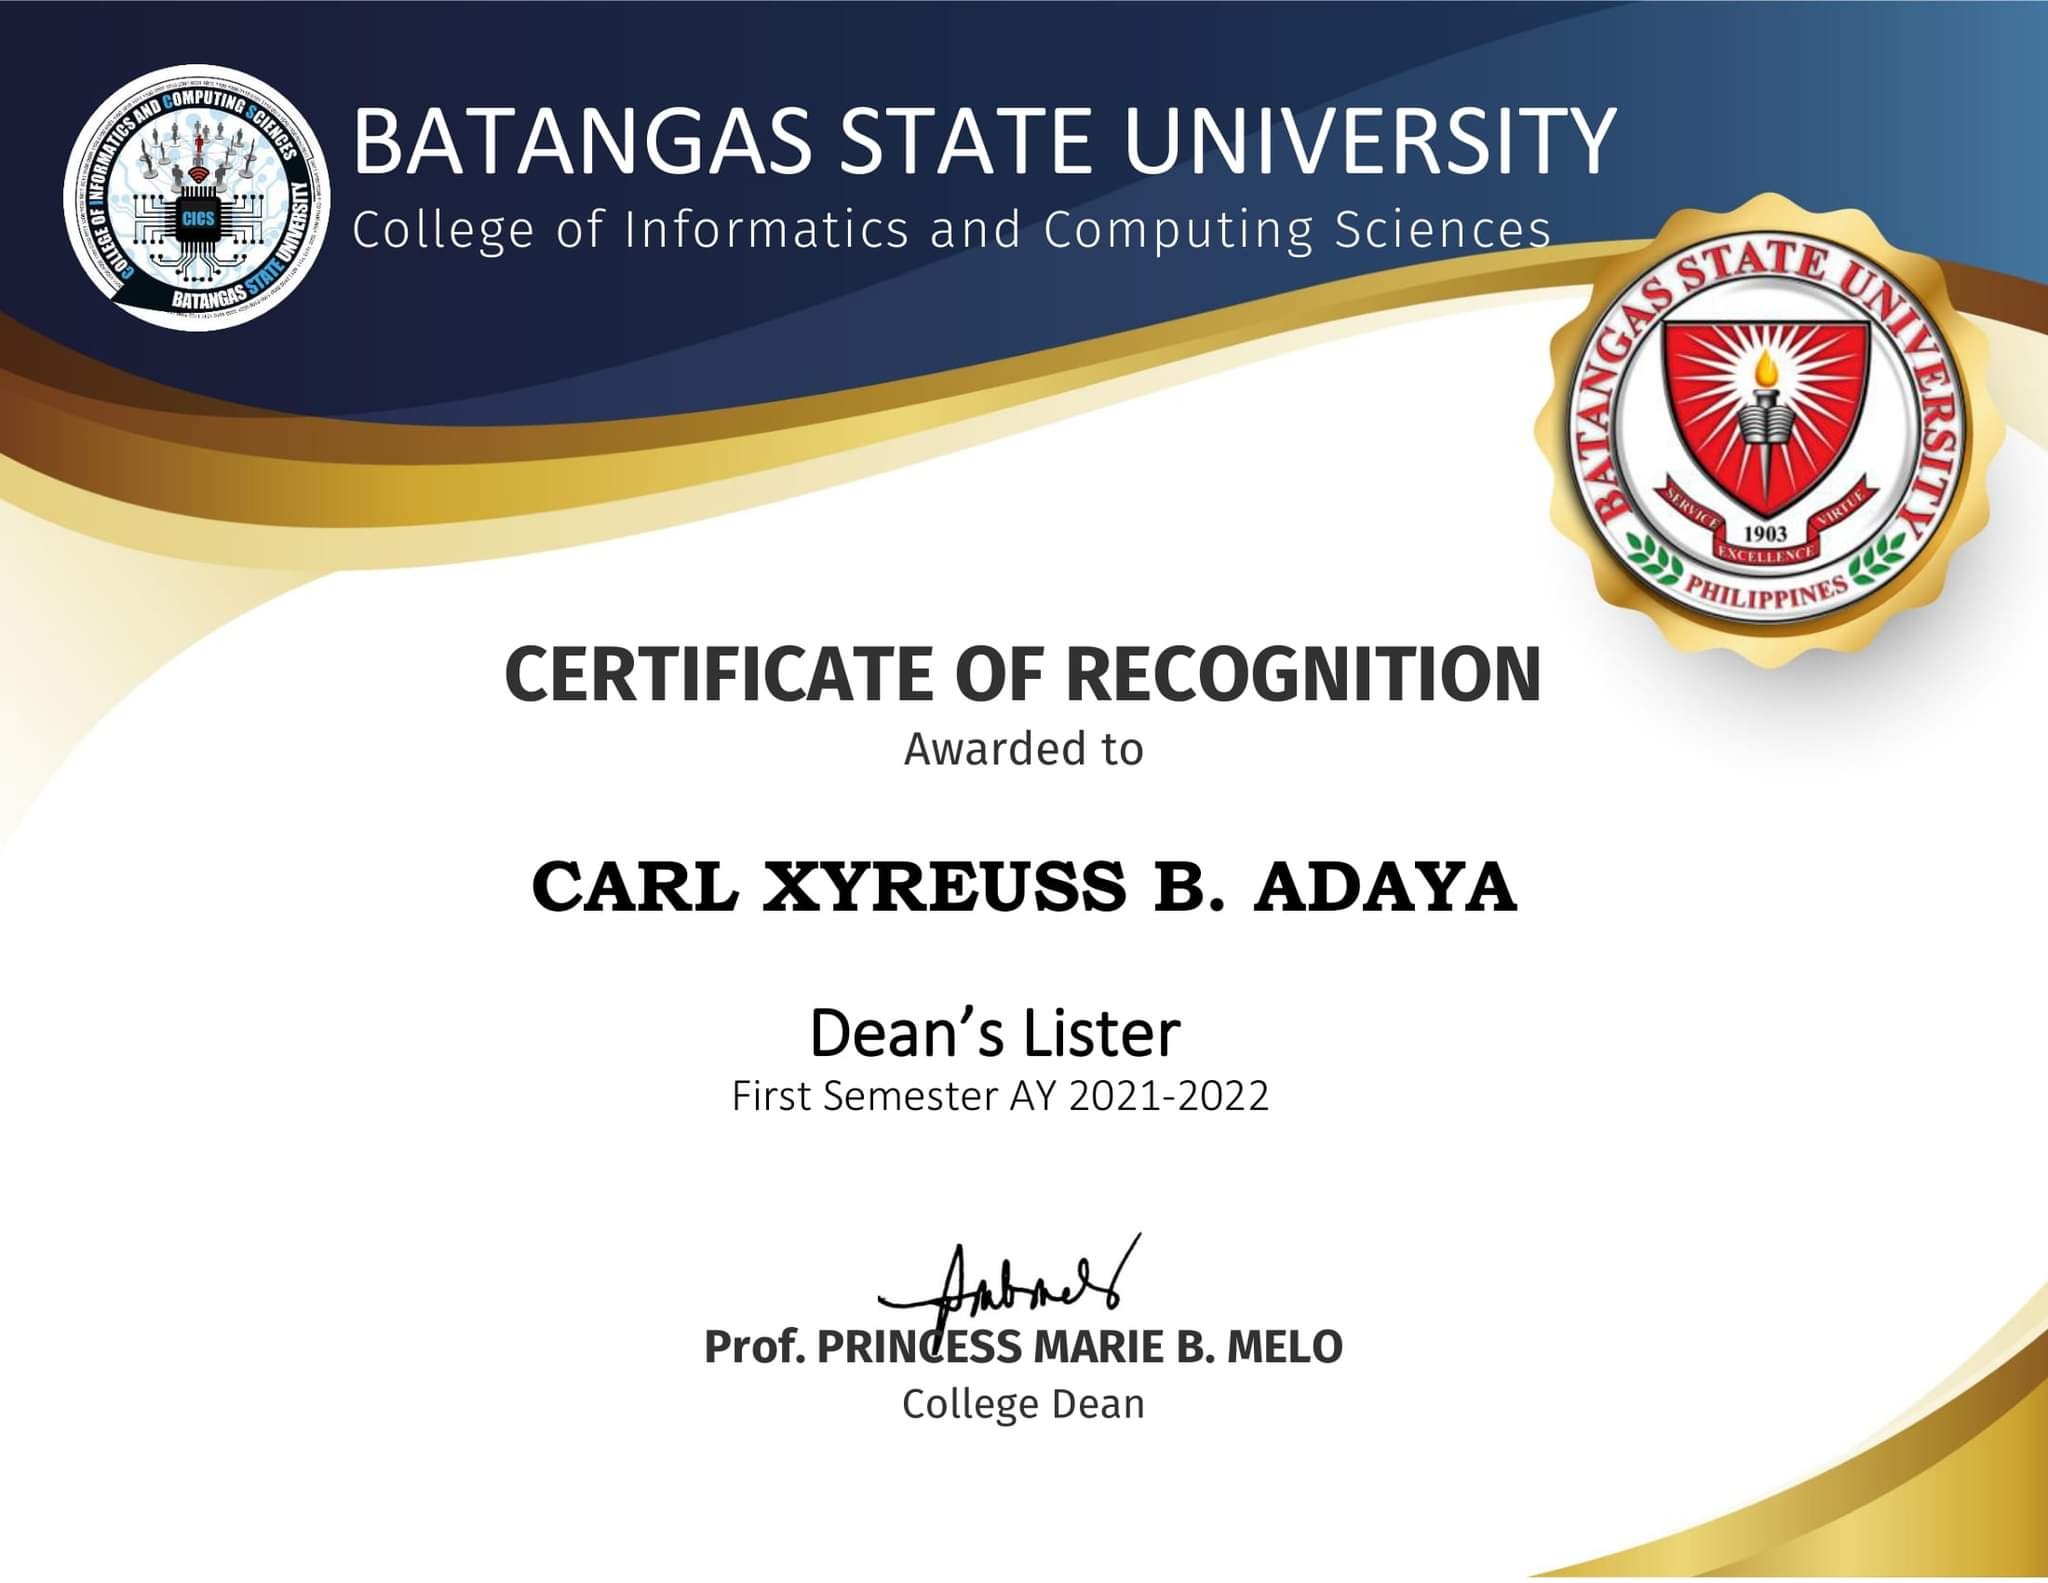 COLLEGE OF INFORMATICS AND COMPUTING SCIENCES
BATANGAS STATE UNIVERSITY
CICS
BATANGAS STATE UNIVERSITY
College of Informatics and Computing Sciences
BATANGAS STATE UNIVERSITY
SERVICE
1903
EXCELLENCE
VIRTUE
PHILIPPINES
CERTIFICATE OF RECOGNITION
Awarded to
CARL XYREUSS B. ADAYA
Dean’s Lister
First Semester AY 2021-2022
Prof. PRINCESS MARIE B. MELO
College Dean